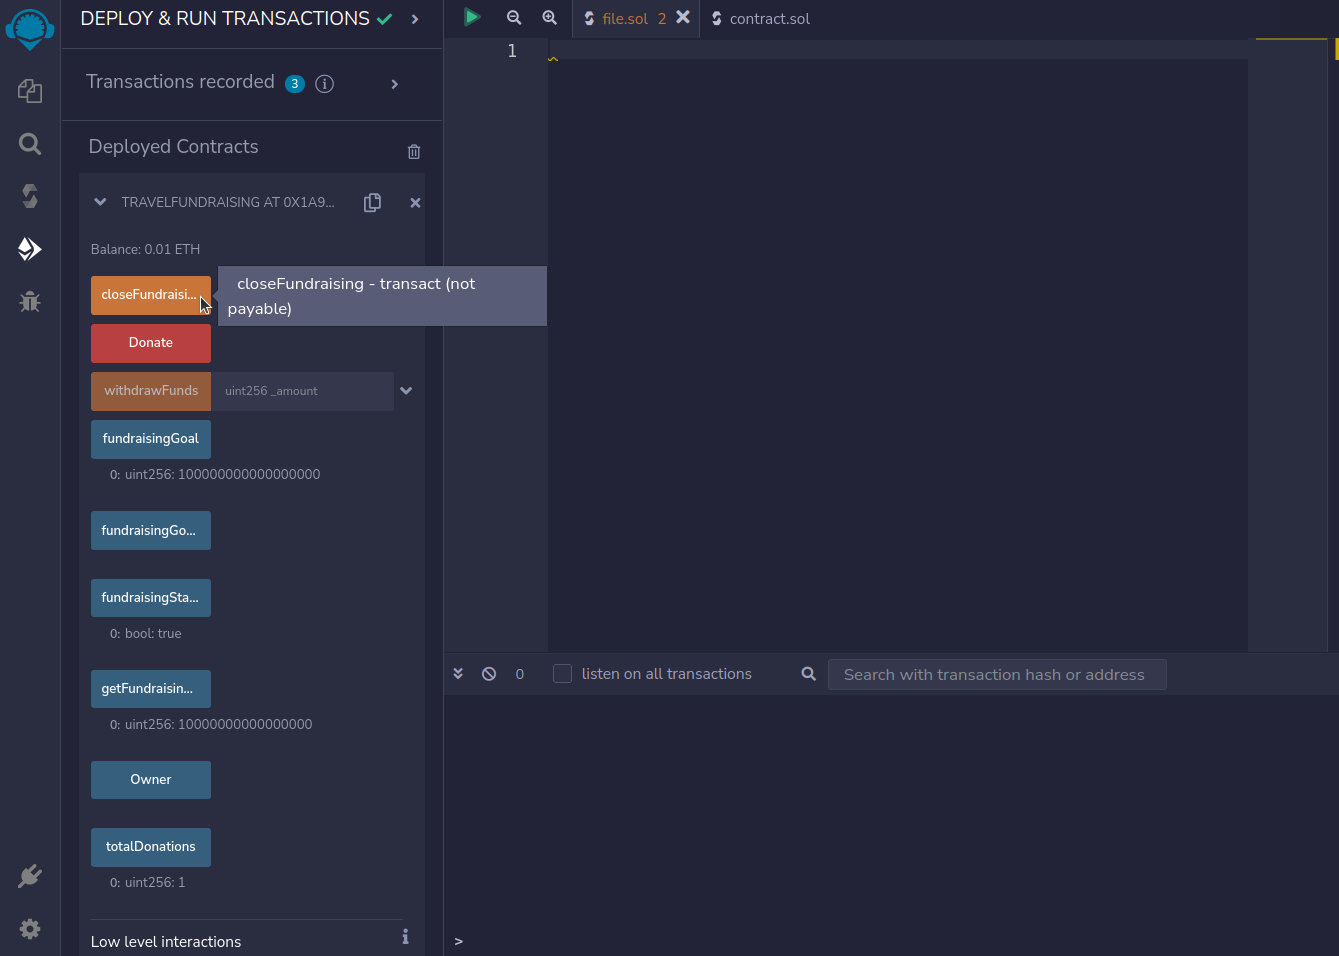 DEPLOY & RUN TRANSACTIONS
Transactions recorded 3
Deployed Contracts
TRAVELFUNDRAISING AT 0X1A9...
Balance: 0.01 ETH
closeFundraisi...
closeFundraising - transact (not
payable)
Donate
withdrawFunds uint256 _amount
fundraisingGoal
0: uint256: 100000000000000000
fundraisingGo...
fundraisingSta...
0: bool: true
getFundraisin...
0: uint256: 10000000000000000
Owner
totalDonations
0: uint256: 1
Low level interactions
file.sol 2
contract.sol
1
0
listen on all transactions
Search with transaction hash or address
>